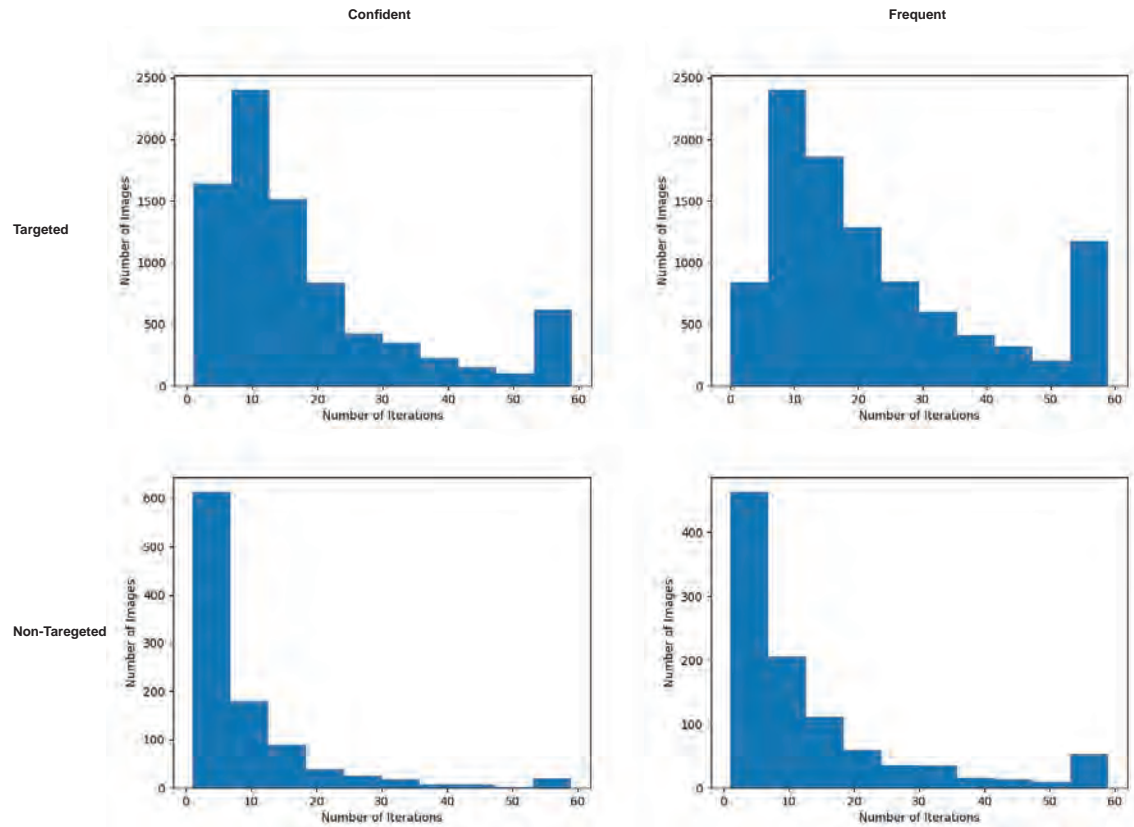 Confident
Frequent
Targeted
2500
2000
1500
1000
500
0
Number of Images
0 10 20 30 40 50 60
Number of Iterations
2500
2000
1500
1000
500
0
Number of Images
0 10 20 30 40 50 60
Number of Iterations
Non-Taregeted
600
500
400
300
200
100
0
Number of Images
0 10 20 30 40 50 60
Number of Iterations
400
300
200
100
0
Number of Images
0 10 20 30 40 50 60
Number of Iterations